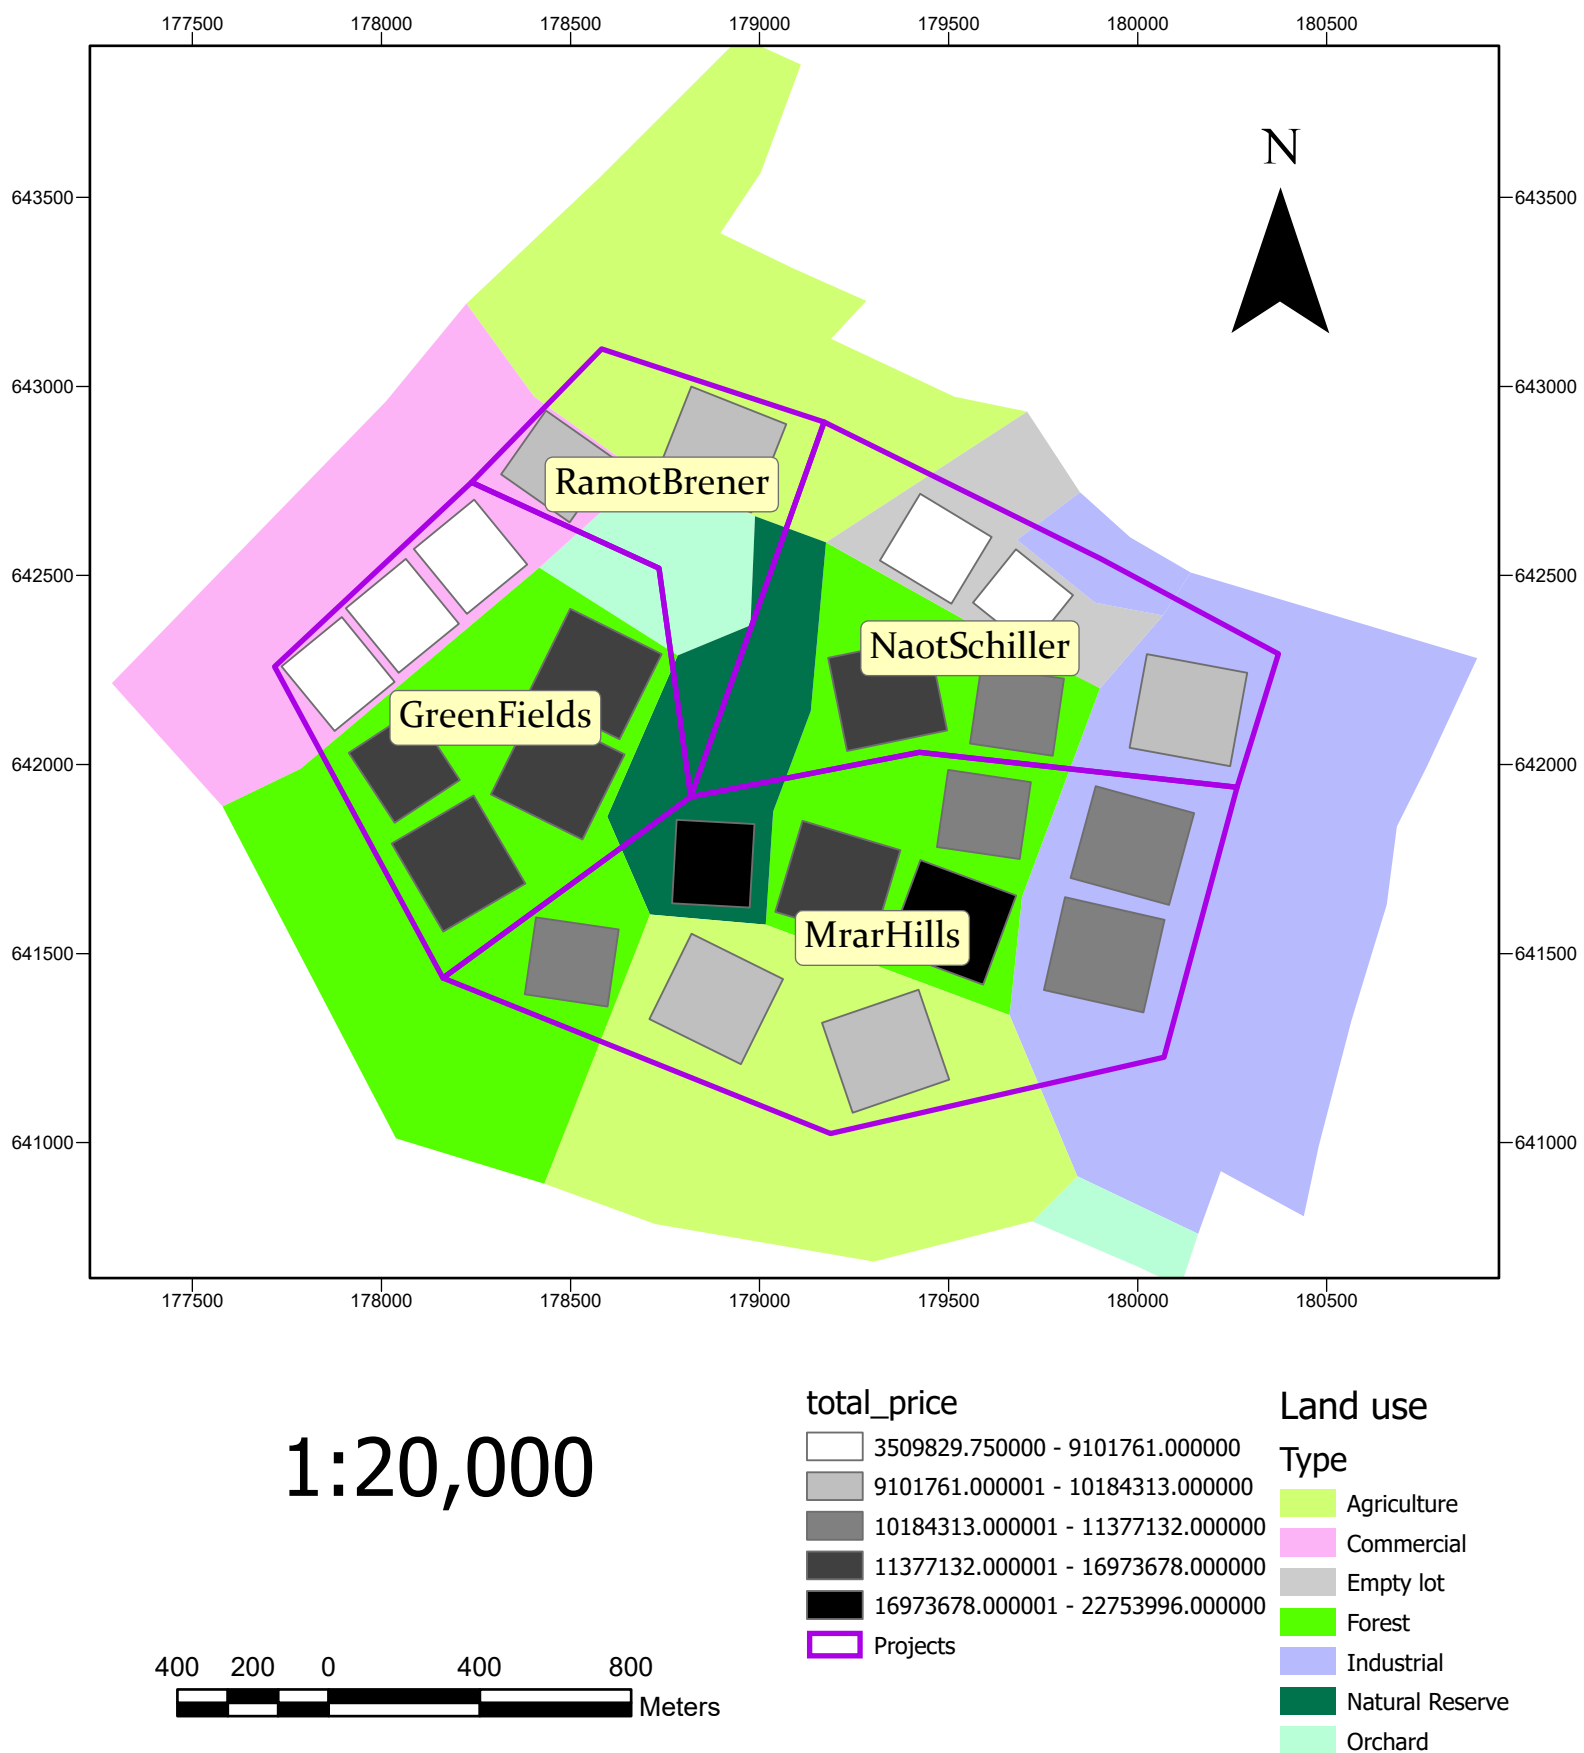 177500 178000 178500 179000 179500 180000 180500
N
643500 643500
643000 643000
RamotBrener
642500 642500
NaotSchiller
GreenFields
642000 642000
MrarHills
641500 641500
641000 641000
177500 178000 178500 179000 179500 180000 180500
1:20,000
400 200 0 400 800
Meters
total_price
3509829.750000 - 9101761.000000
9101761.000001 - 10184313.000000
10184313.000001 - 11377132.000000
11377132.000001 - 16973678.000000
16973678.000001 - 22753996.000000
Projects
Land use
Type
Agriculture
Commercial
Empty lot
Forest
Industrial
Natural Reserve
Orchard